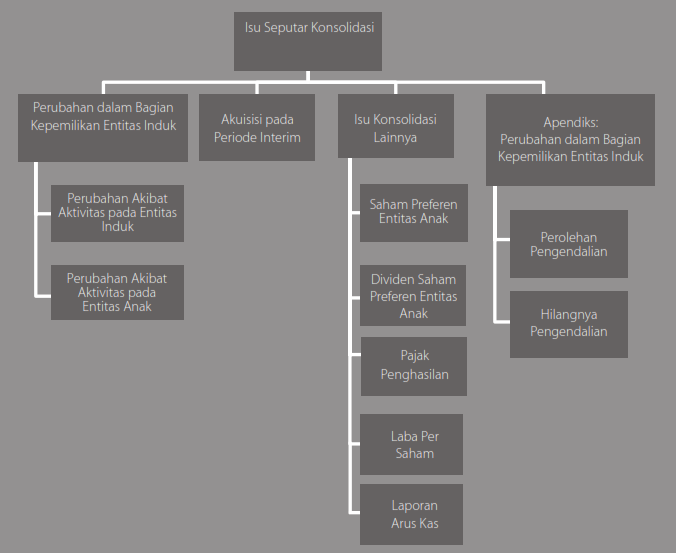 Isu Seputar Konsolidasi
Perubahan dalam Bagian
Kepemilikan Entitas Induk
Perubahan Akibat
Aktivitas pada Entitas
Induk
Perubahan Akibat
Aktivitas pada
Entitas Anak
Akuisisi pada
Periode Interim
Isu Konsolidasi
Lainnya
Saham Preferen
Entitas Anak
Dividen Saham
Preferen Entitas
Anak
Pajak
Penghasilan
Laba Per
Saham
Laporan
Arus Kas
Apendiks:
Perubahan dalam Bagian
Kepemilikan Entitas Induk
Perolehan
Pengendalian
Hilangnya
Pengendalian